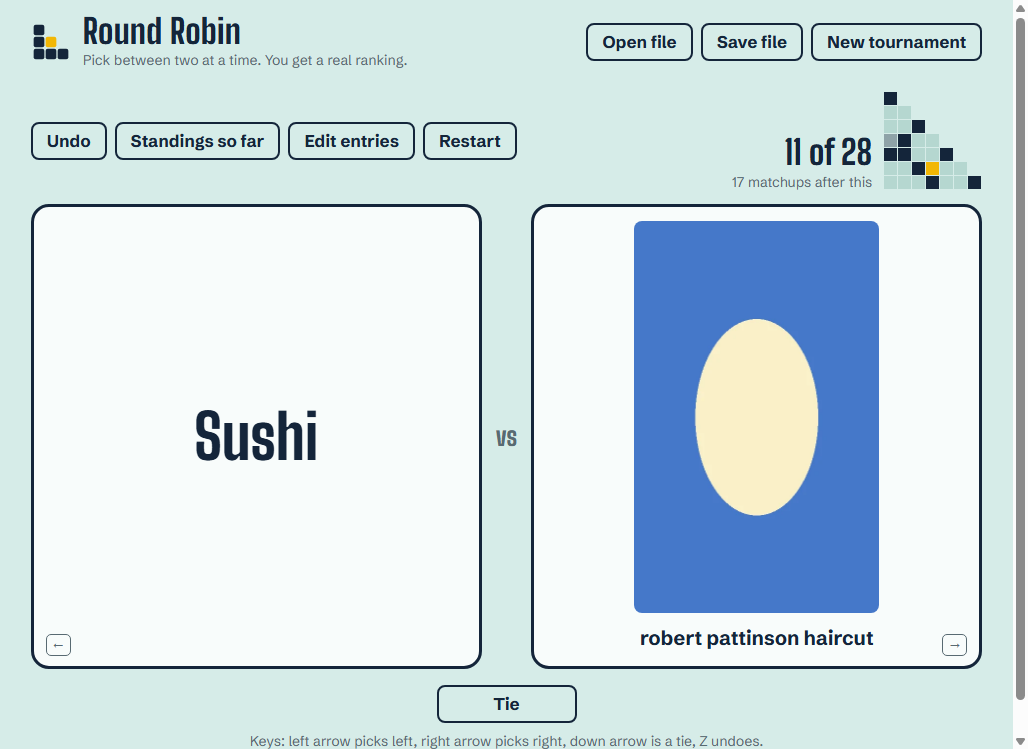 Round Robin
Pick between two at a time. You get a real ranking.
Open file
Save file
New tournament
Undo
Standings so far
Edit entries
Restart
11 of 28
17 matchups after this
Sushi
←
vs
robert pattinson haircut
→
Tie
Keys: left arrow picks left, right arrow picks right, down arrow is a tie, Z undoes.